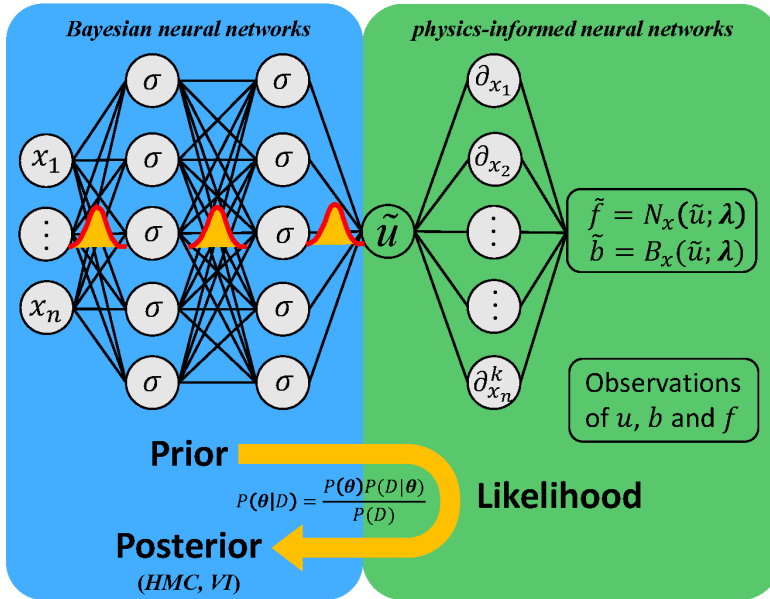 Bayesian neural networks
physics-informed neural networks
x₁
⋮
xₙ
σ
σ
σ
σ
σ
σ
σ
σ
σ
σ
ũ
∂ₓ₁
∂ₓ₂
⋮
⋮
∂ᵏₓₙ
f̃ = Nₓ(ũ; λ)
b̃ = Bₓ(ũ; λ)
Observations
of u, b and f
Prior
P(θ|D) = P(θ)P(D|θ) / P(D)
Likelihood
Posterior
(HMC, VI)